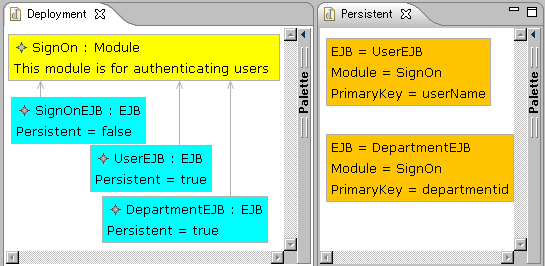 Deployment
SignOn : Module
This module is for authenticating users
SignOnEJB : EJB
Persistent = false
UserEJB : EJB
Persistent = true
DepartmentEJB : EJB
Persistent = true
Palette
Persistent
EJB = UserEJB
Module = SignOn
PrimaryKey = userName
EJB = DepartmentEJB
Module = SignOn
PrimaryKey = departmentid
Palette